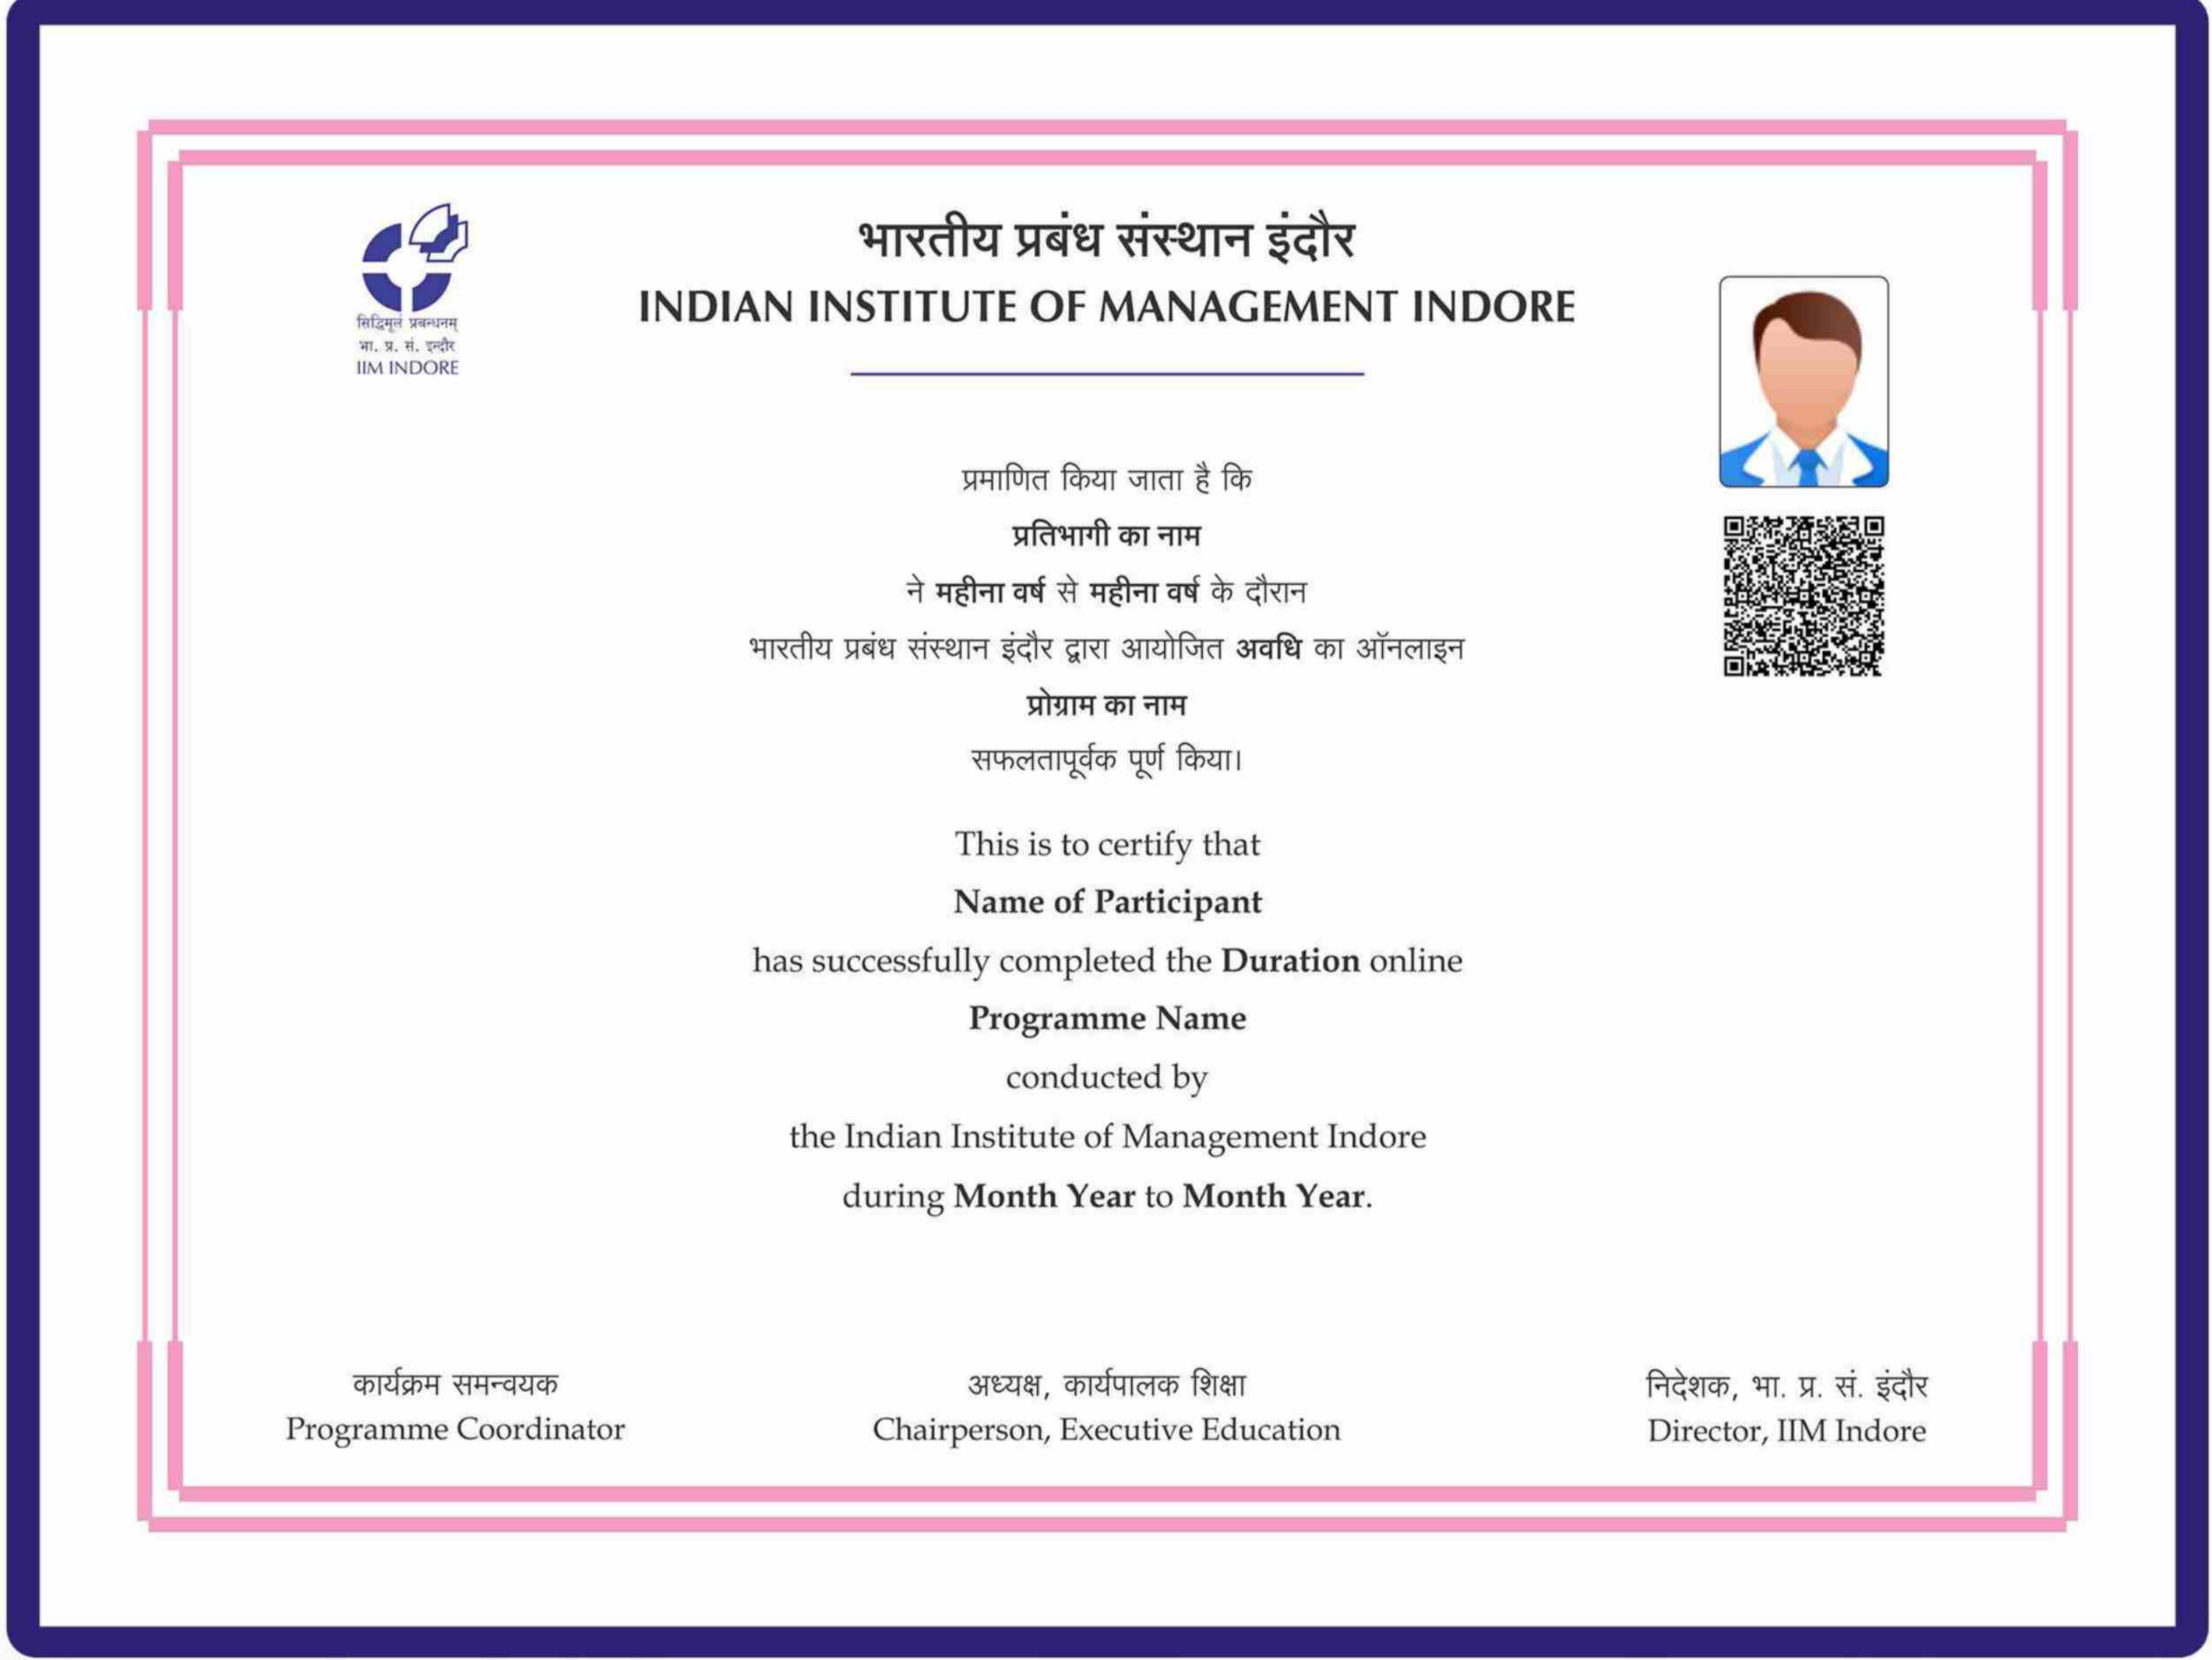 सिद्धिमूलं प्रबन्धनम्
भा. प्र. सं. इन्दौर
IIM INDORE
भारतीय प्रबंध संस्थान इंदौर
INDIAN INSTITUTE OF MANAGEMENT INDORE
प्रमाणित किया जाता है कि
प्रतिभागी का नाम
ने महीना वर्ष से महीना वर्ष के दौरान
भारतीय प्रबंध संस्थान इंदौर द्वारा आयोजित अवधि का ऑनलाइन
प्रोग्राम का नाम
सफलतापूर्वक पूर्ण किया।
This is to certify that
Name of Participant
has successfully completed the Duration online
Programme Name
conducted by
the Indian Institute of Management Indore
during Month Year to Month Year.
कार्यक्रम समन्वयक
Programme Coordinator
अध्यक्ष, कार्यपालक शिक्षा
Chairperson, Executive Education
निदेशक, भा. प्र. सं. इंदौर
Director, IIM Indore